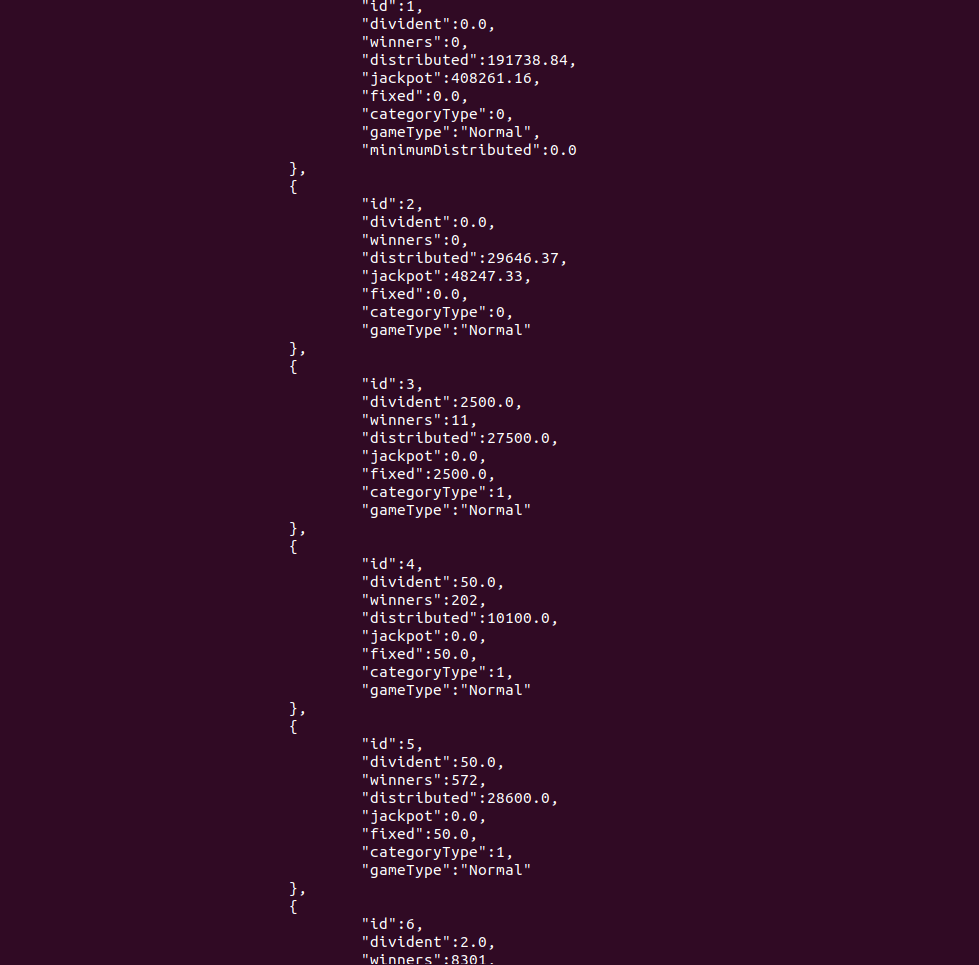 "id":1,
"divident":0.0,
"winners":0,
"distributed":191738.84,
"jackpot":408261.16,
"fixed":0.0,
"categoryType":0,
"gameType":"Normal",
"minimumDistributed":0.0
},
{
"id":2,
"divident":0.0,
"winners":0,
"distributed":29646.37,
"jackpot":48247.33,
"fixed":0.0,
"categoryType":0,
"gameType":"Normal"
},
{
"id":3,
"divident":2500.0,
"winners":11,
"distributed":27500.0,
"jackpot":0.0,
"fixed":2500.0,
"categoryType":1,
"gameType":"Normal"
},
{
"id":4,
"divident":50.0,
"winners":202,
"distributed":10100.0,
"jackpot":0.0,
"fixed":50.0,
"categoryType":1,
"gameType":"Normal"
},
{
"id":5,
"divident":50.0,
"winners":572,
"distributed":28600.0,
"jackpot":0.0,
"fixed":50.0,
"categoryType":1,
"gameType":"Normal"
},
{
"id":6,
"divident":2.0,
"winners":8301,